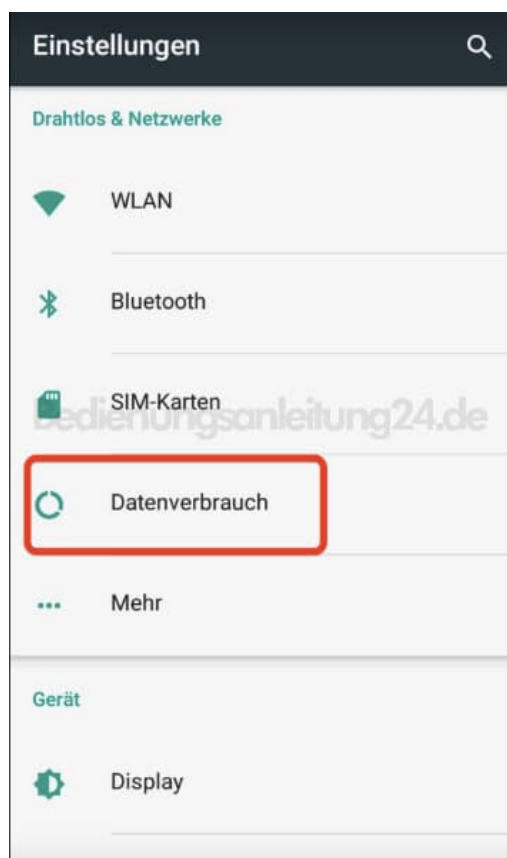 Einstellungen
Drahtlos & Netzwerke
WLAN
Bluetooth
SIM-Karten
bedienungsanleitung24.de
Datenverbrauch
Mehr
Gerät
Display